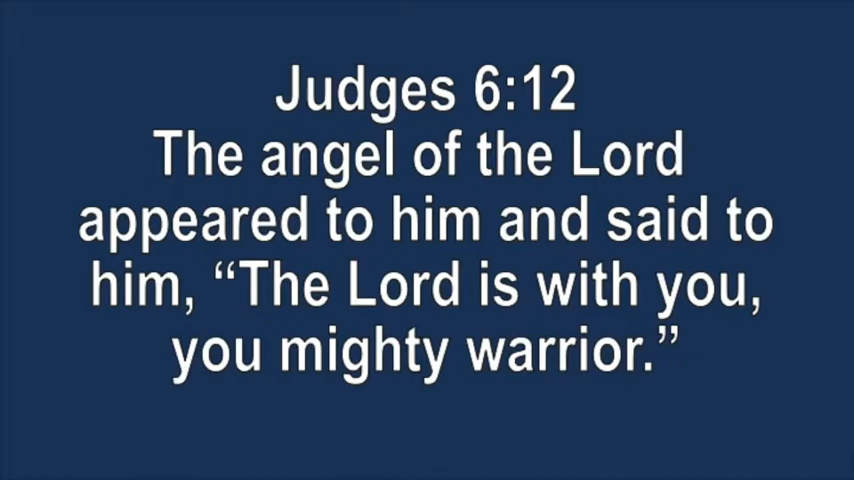 Judges 6:12
The angel of the Lord
appeared to him and said to
him, “The Lord is with you,
you mighty warrior.”